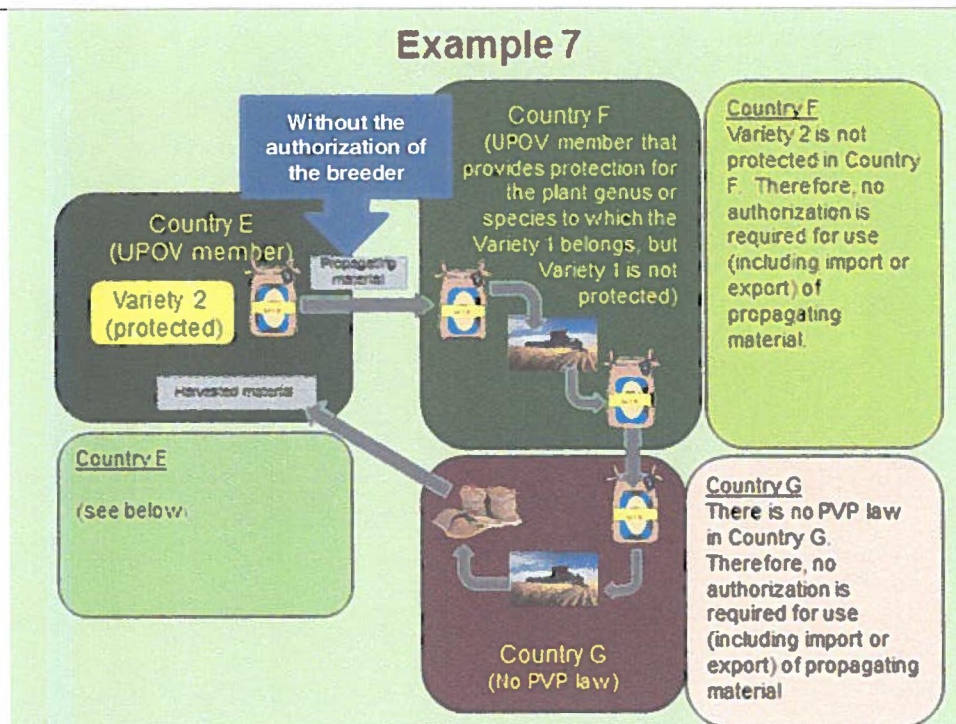 Example 7
Without the
authorization of
the breeder
Country E
(UPOV member)
Variety 2
(protected)
Propagating
material
Harvested material
Country F
(UPOV member that
provides protection for
the plant genus or
species to which the
Variety 1 belongs, but
Variety 1 is not
protected)
Country F
Variety 2 is not
protected in Country
F. Therefore, no
authorization is
required for use
(including import or
export) of
propagating
material.
Country E
(see below)
Country G
(No PVP law)
Country G
There is no PVP law
in Country G.
Therefore, no
authorization is
required for use
(including import or
export) of propagating
material